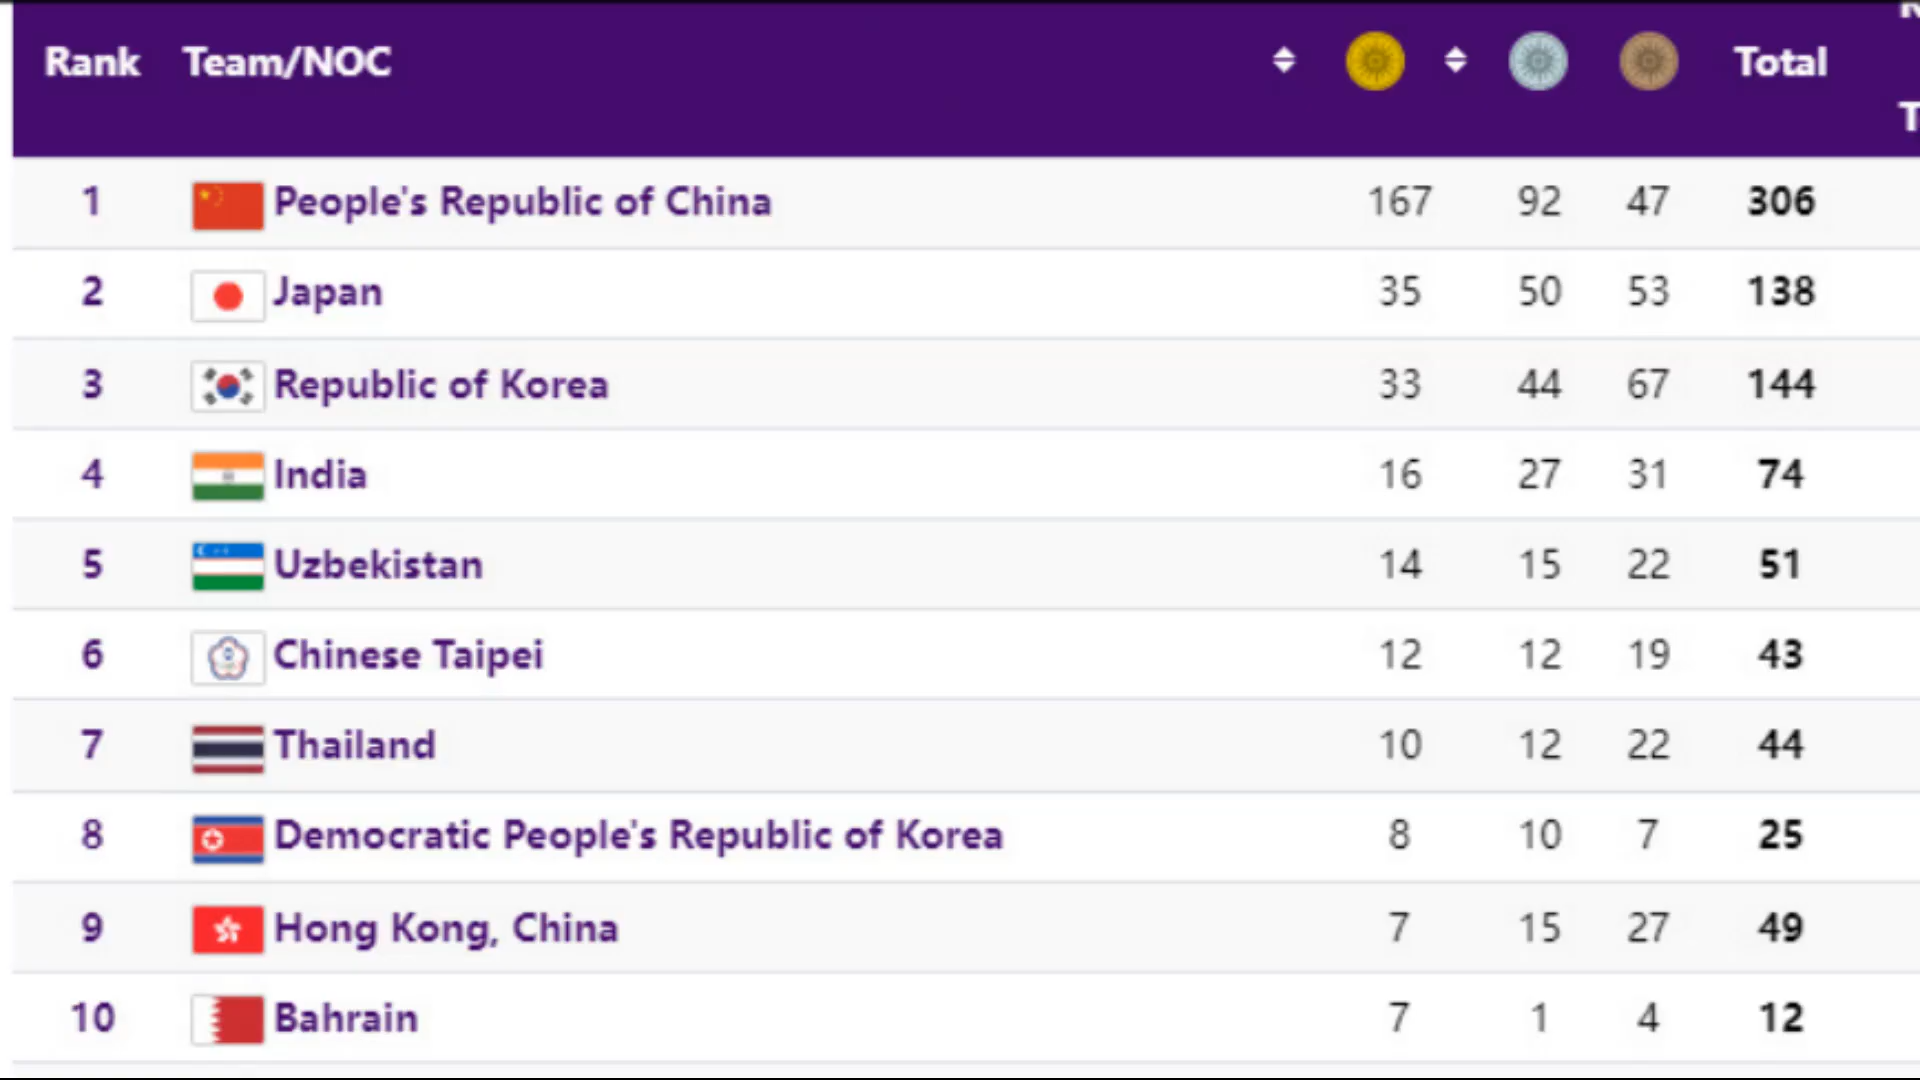 Rank Team/NOC Total
1 People's Republic of China 167 92 47 306
2 Japan 35 50 53 138
3 Republic of Korea 33 44 67 144
4 India 16 27 31 74
5 Uzbekistan 14 15 22 51
6 Chinese Taipei 12 12 19 43
7 Thailand 10 12 22 44
8 Democratic People's Republic of Korea 8 10 7 25
9 Hong Kong, China 7 15 27 49
10 Bahrain 7 1 4 12